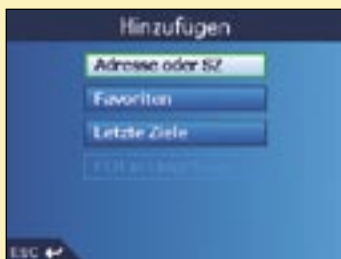 Hinzufügen
Adresse oder SZ
Favoriten
Letzte Ziele
ESC